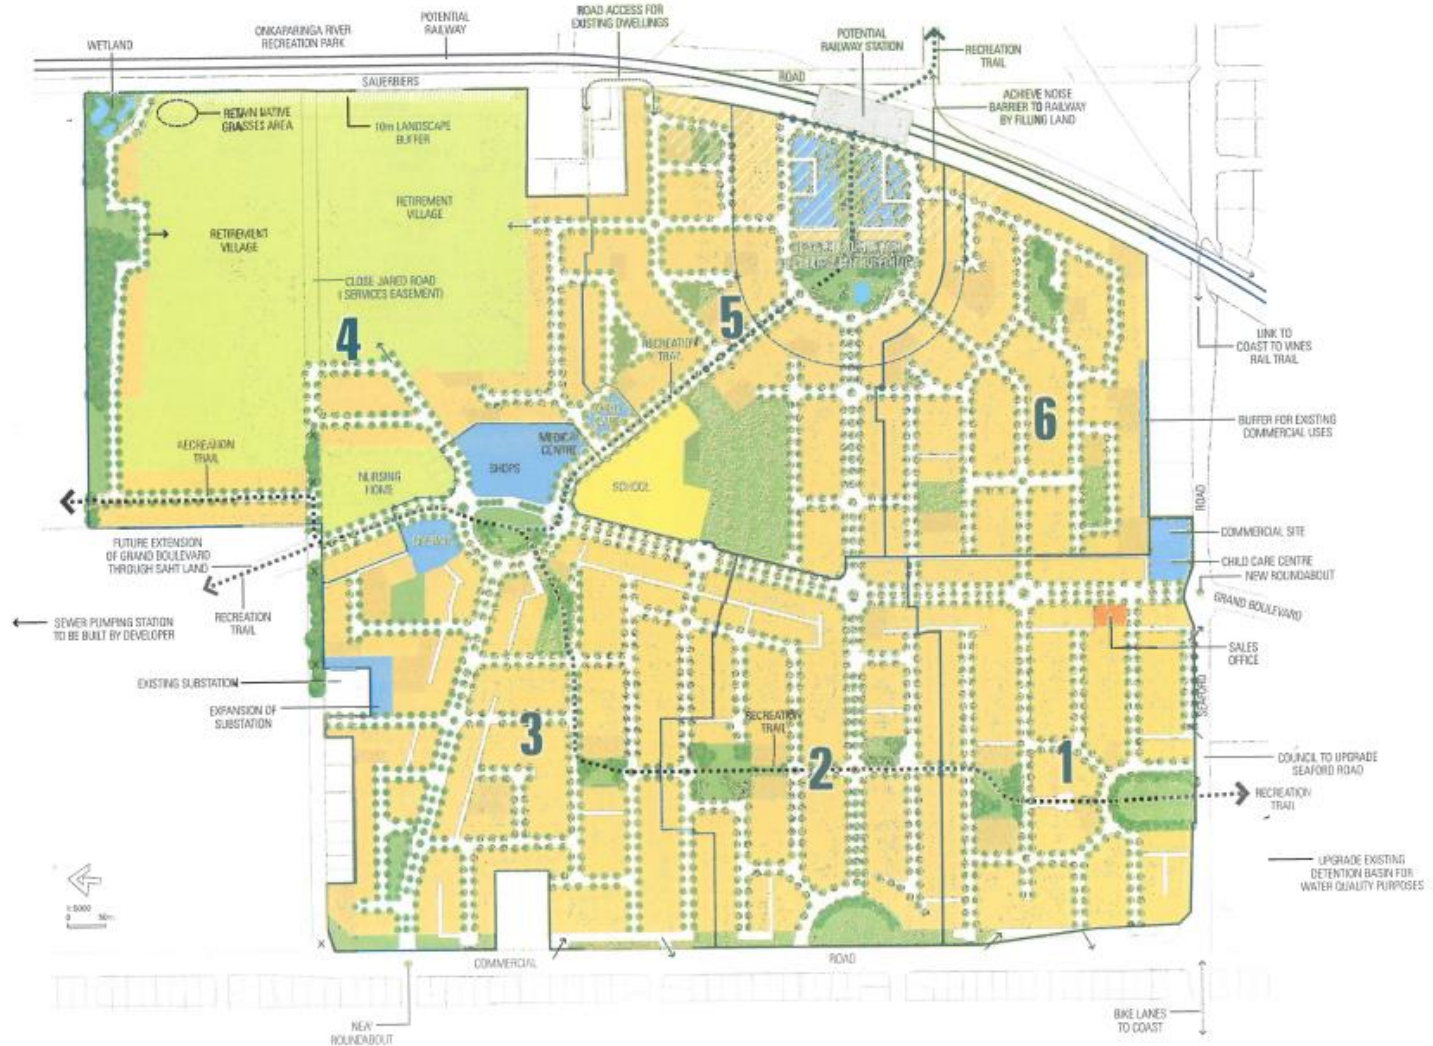 POTENTIAL
RAILWAY
ROAD ACCESS FOR
EXISTING DWELLINGS
ONKAPARINGA RIVER
RECREATION PARK
WETLAND
POTENTIAL
RAILWAY STATION
RECREATION
TRAIL
SAUERBIERS
ROAD
ACHIEVE NOISE
BARRIER TO RAILWAY
BY FILLING LAND
RETAIN NATIVE
GRASSES AREA
10m LANDSCAPE
BUFFER
RETIREMENT
VILLAGE
RETIREMENT
VILLAGE
CLOSE JARED ROAD
(SERVICES EASEMENT)
4
5
RECREATION
TRAIL
LINK TO
COAST TO VINES
RAIL TRAIL
6
BUFFER FOR EXISTING
COMMERCIAL USES
RECREATION
TRAIL
MEDICAL
CENTRE
SHOPS
NURSING
HOME
SCHOOL
ROAD
COMMERCIAL SITE
CHILD CARE CENTRE
NEW ROUNDABOUT
GRAND BOULEVARD
FUTURE EXTENSION
OF GRAND BOULEVARD
THROUGH SAHT LAND
RECREATION
TRAIL
SEWER PUMPING STATION
TO BE BUILT BY DEVELOPER
SALES
OFFICE
EXISTING SUBSTATION
SEAFORD
EXPANSION OF
SUBSTATION
3
RECREATION
TRAIL
2
1
COUNCIL TO UPGRADE
SEAFORD ROAD
RECREATION
TRAIL
UPGRADE EXISTING
DETENTION BASIN FOR
WATER QUALITY PURPOSES
1:5000
0 50m
COMMERCIAL
ROAD
NEW
ROUNDABOUT
BIKE LANES
TO COAST